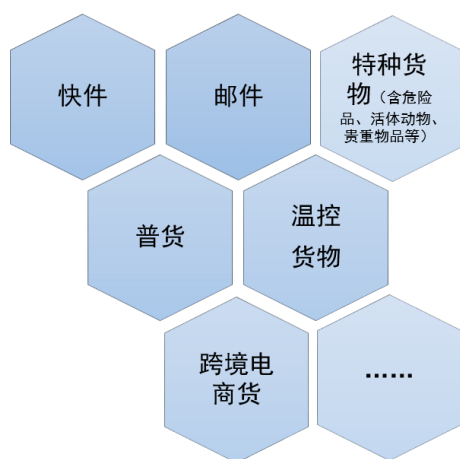 快件
邮件
特种货
物（含危险
品、活体动物、
贵重物品等）
普货
温控
货物
跨境电
商货
……